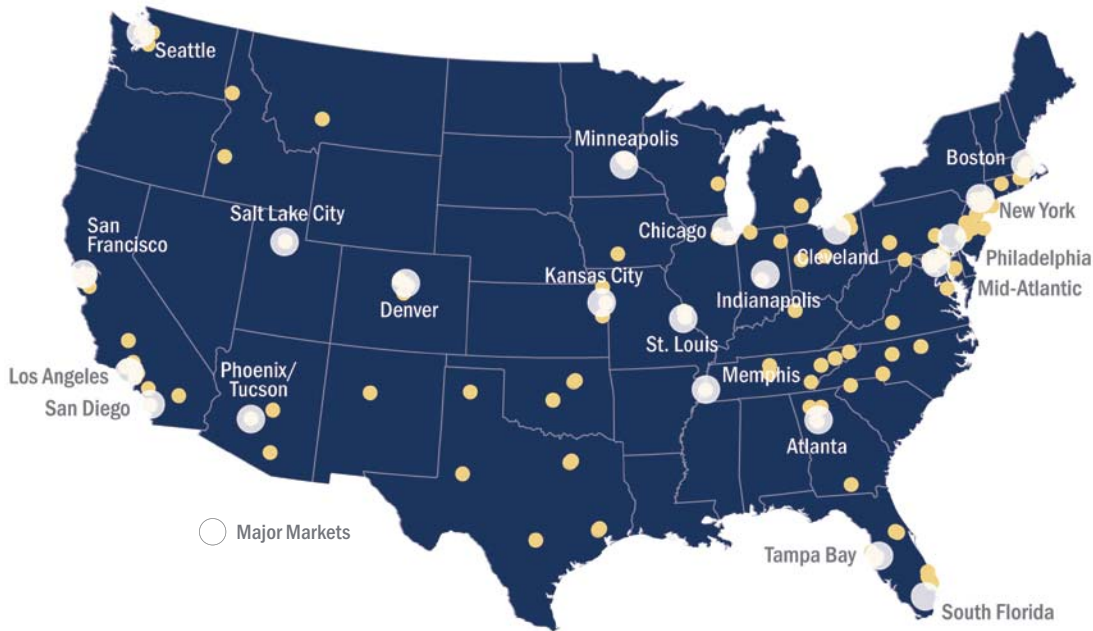 Seattle
Minneapolis
Boston
San
Francisco
Salt Lake City
Chicago
New York
Cleveland
Philadelphia
Kansas City
Mid-Atlantic
Denver
Indianapolis
St. Louis
Los Angeles
Phoenix/
Tucson
Memphis
San Diego
Atlanta
Major Markets
Tampa Bay
South Florida